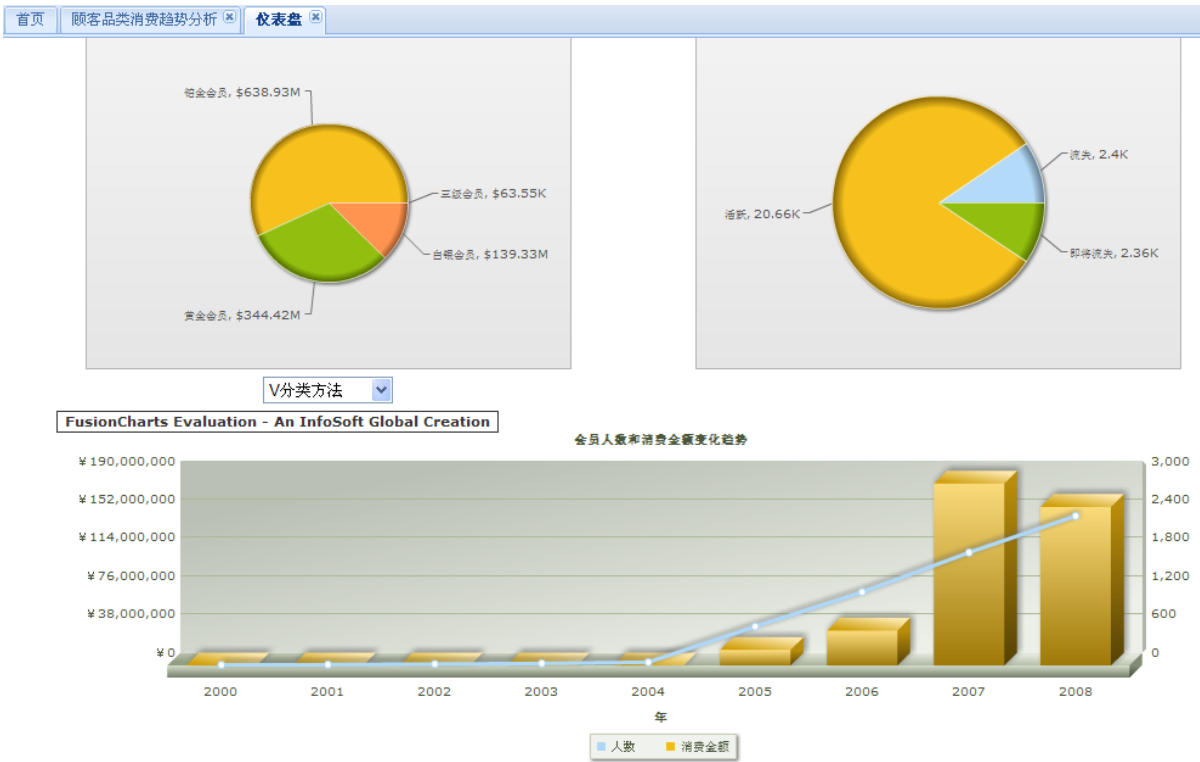 首页 顾客品类消费趋势分析 仪表盘
铂金会员, $638.93M
三级会员, $63.55K
白银会员, $139.33M
黄金会员, $344.42M
流失, 2.4K
活跃, 20.66K
即将流失, 2.36K
V分类方法
FusionCharts Evaluation - An InfoSoft Global Creation
会员人数和消费金额变化趋势
¥190,000,000
¥152,000,000
¥114,000,000
¥76,000,000
¥38,000,000
¥0
3,000
2,400
1,800
1,200
600
0
2000 2001 2002 2003 2004 2005 2006 2007 2008
年
人数 消费金额